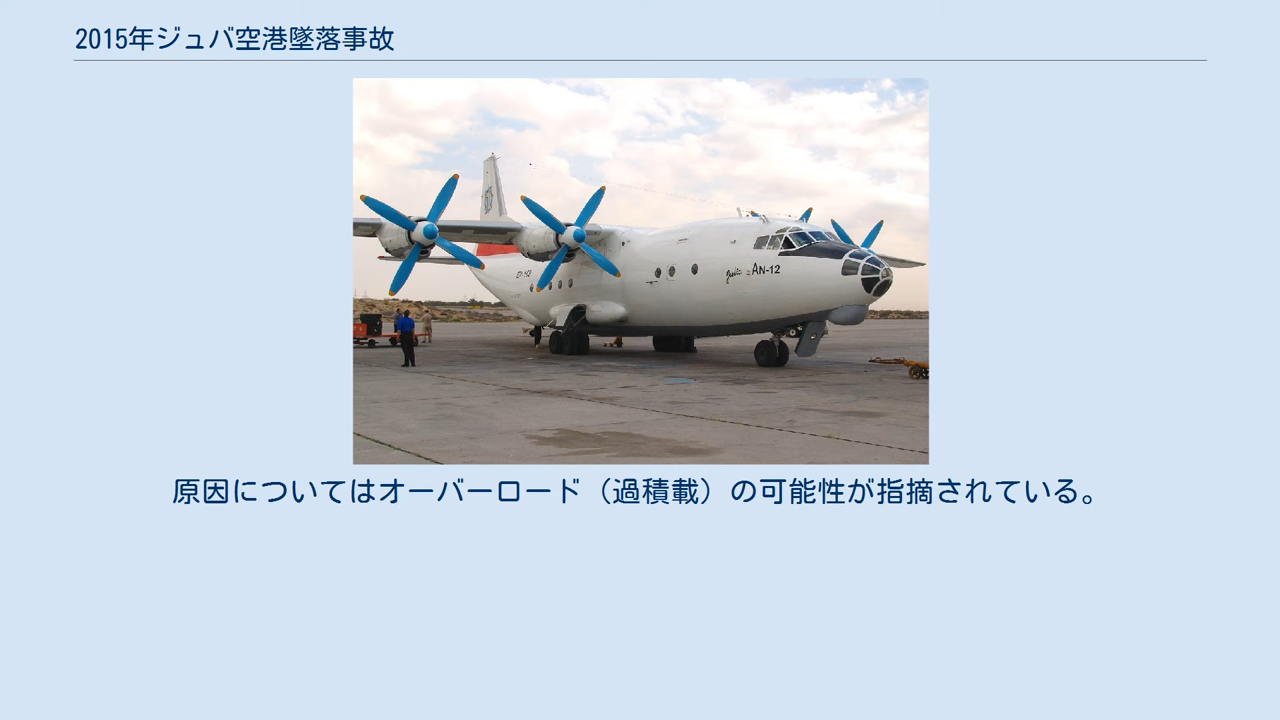 2015年ジュバ空港墜落事故
AN-12
原因についてはオーバーロード（過積載）の可能性が指摘されている。